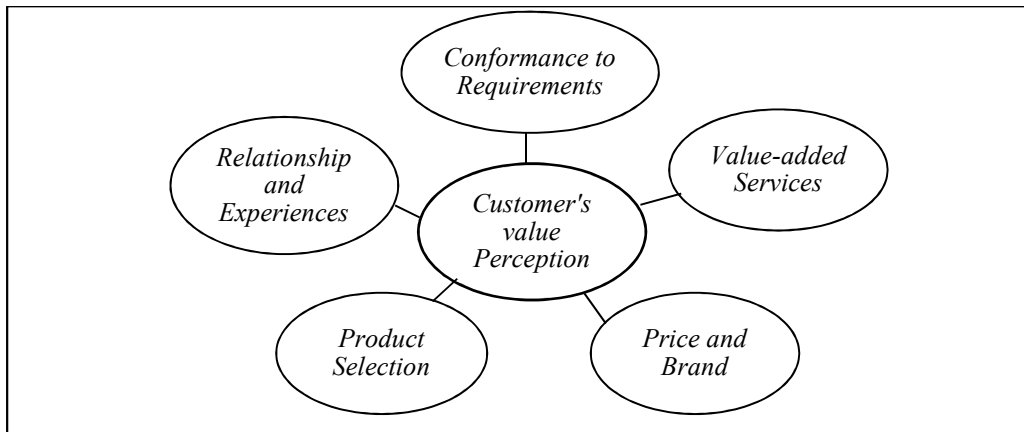 Conformance to
Requirements
Relationship
and
Experiences
Value-added
Services
Customer's
value
Perception
Product
Selection
Price and
Brand